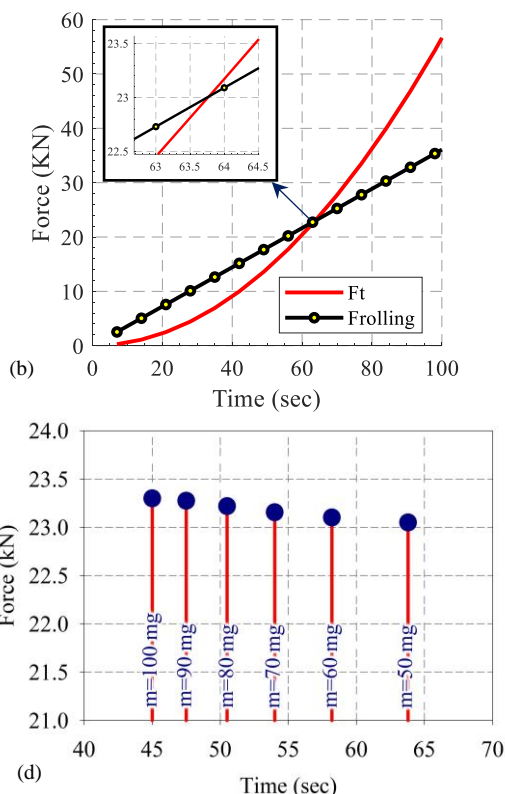 (b)
Force (KN)
60
50
40
30
20
10
0
23.5
23
22.5
63
63.5
64
64.5
Ft
Frolling
0 20 40 60 80 100
Time (sec)
(d)
Force (kN)
24.0
23.5
23.0
22.5
22.0
21.5
21.0
m=100 mg
m=90 mg
m=80 mg
m=70 mg
m=60 mg
m=50 mg
40 45 50 55 60 65 70
Time (sec)